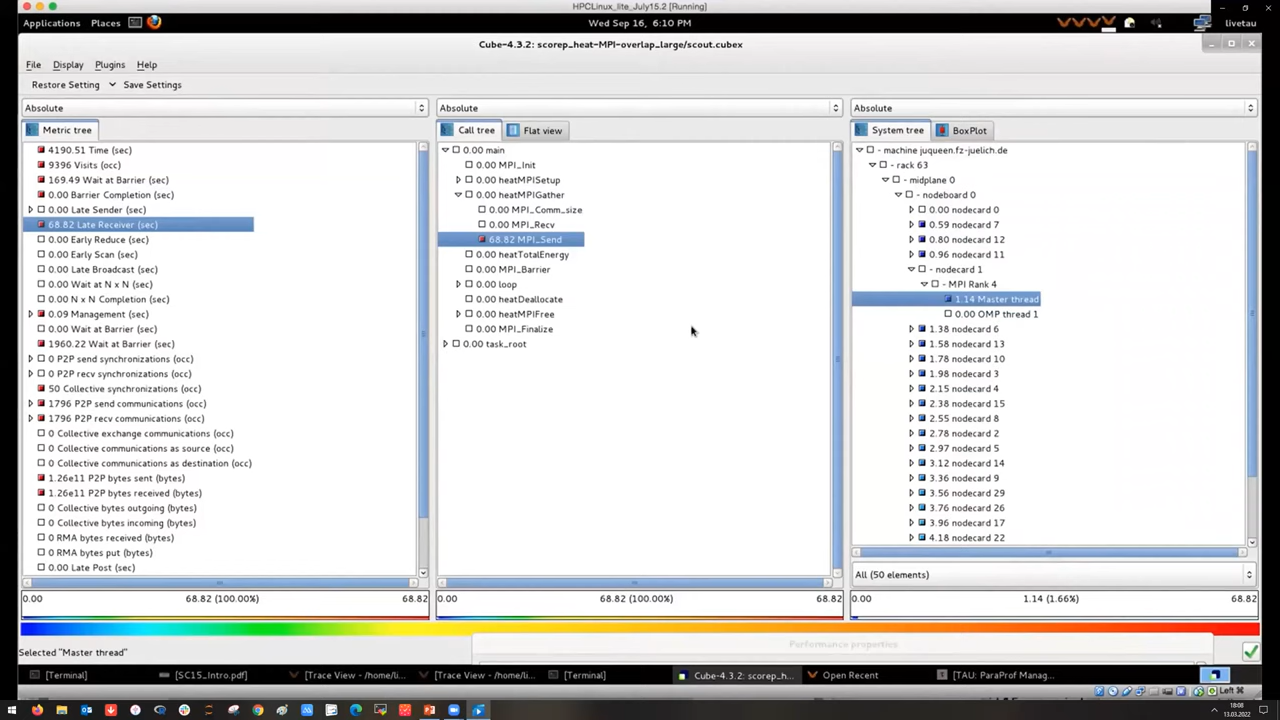 HPCLinux_lite_July15.2 [Running]
Applications Places Wed Sep 16, 6:10 PM livetau
Cube-4.3.2: scorep_heat-MPI-overlap_large/scout.cubex
File Display Plugins Help
Restore Setting Save Settings
Absolute
Metric tree
4190.51 Time (sec)
9396 Visits (occ)
169.49 Wait at Barrier (sec)
0.00 Barrier Completion (sec)
0.00 Late Sender (sec)
68.82 Late Receiver (sec)
0.00 Early Reduce (sec)
0.00 Early Scan (sec)
0.00 Late Broadcast (sec)
0.00 Wait at N x N (sec)
0.00 N x N Completion (sec)
0.09 Management (sec)
0.00 Wait at Barrier (sec)
1960.22 Wait at Barrier (sec)
0 P2P send synchronizations (occ)
0 P2P recv synchronizations (occ)
50 Collective synchronizations (occ)
1796 P2P send communications (occ)
1796 P2P recv communications (occ)
0 Collective exchange communications (occ)
0 Collective communications as source (occ)
0 Collective communications as destination (occ)
1.26e11 P2P bytes sent (bytes)
1.26e11 P2P bytes received (bytes)
0 Collective bytes outgoing (bytes)
0 Collective bytes incoming (bytes)
0 RMA bytes received (bytes)
0 RMA bytes put (bytes)
0.00 Late Post (sec)
0.00 68.82 (100.00%) 68.82
Absolute
Call tree Flat view
0.00 main
0.00 MPI_Init
0.00 heatMPISetup
0.00 heatMPIGather
0.00 MPI_Comm_size
0.00 MPI_Recv
68.82 MPI_Send
0.00 heatTotalEnergy
0.00 MPI_Barrier
0.00 loop
0.00 heatDeallocate
0.00 heatMPIFree
0.00 MPI_Finalize
0.00 task_root
0.00 68.82 (100.00%) 68.82
Absolute
System tree BoxPlot
- machine juqueen.fz-juelich.de
- rack 63
- midplane 0
- nodeboard 0
0.00 nodecard 0
0.59 nodecard 7
0.80 nodecard 12
0.96 nodecard 11
- nodecard 1
- MPI Rank 4
1.14 Master thread
0.00 OMP thread 1
1.38 nodecard 6
1.58 nodecard 13
1.78 nodecard 10
1.98 nodecard 3
2.15 nodecard 4
2.38 nodecard 15
2.55 nodecard 8
2.78 nodecard 2
2.97 nodecard 5
3.12 nodecard 14
3.36 nodecard 9
3.56 nodecard 29
3.76 nodecard 26
3.96 nodecard 17
4.18 nodecard 22
All (50 elements)
0.00 1.14 (1.66%) 68.82
Performance properties
Selected "Master thread"
[Terminal] [SC15_Intro.pdf] [Trace View - /home/li... [Trace View - /home/li... [Terminal] Cube-4.3.2: scorep_h... Open Recent [TAU: ParaProf Manag...
Left ⌘
18:08
13.03.2022